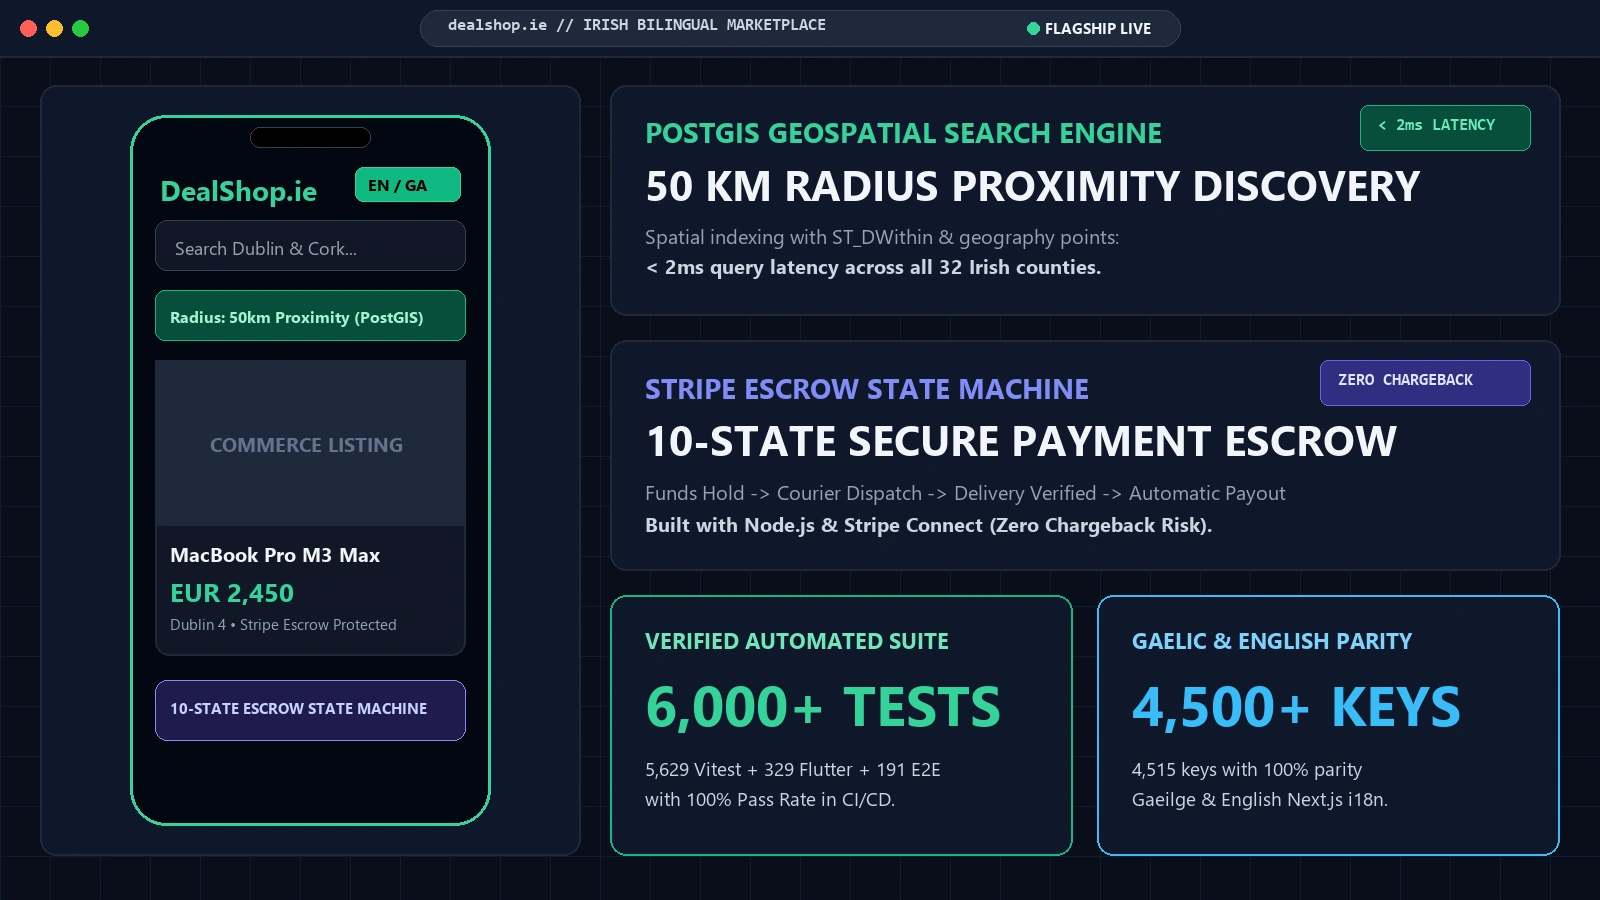 dealshop.ie // IRISH BILINGUAL MARKETPLACE
FLAGSHIP LIVE
DealShop.ie
EN / GA
Search Dublin & Cork...
Radius: 50km Proximity (PostGIS)
COMMERCE LISTING
MacBook Pro M3 Max
EUR 2,450
Dublin 4 • Stripe Escrow Protected
10-STATE ESCROW STATE MACHINE
POSTGIS GEOSPATIAL SEARCH ENGINE
< 2ms LATENCY
50 KM RADIUS PROXIMITY DISCOVERY
Spatial indexing with ST_DWithin & geography points:
< 2ms query latency across all 32 Irish counties.
STRIPE ESCROW STATE MACHINE
ZERO CHARGEBACK
10-STATE SECURE PAYMENT ESCROW
Funds Hold -> Courier Dispatch -> Delivery Verified -> Automatic Payout
Built with Node.js & Stripe Connect (Zero Chargeback Risk).
VERIFIED AUTOMATED SUITE
6,000+ TESTS
5,629 Vitest + 329 Flutter + 191 E2E
with 100% Pass Rate in CI/CD.
GAELIC & ENGLISH PARITY
4,500+ KEYS
4,515 keys with 100% parity
Gaeilge & English Next.js i18n.